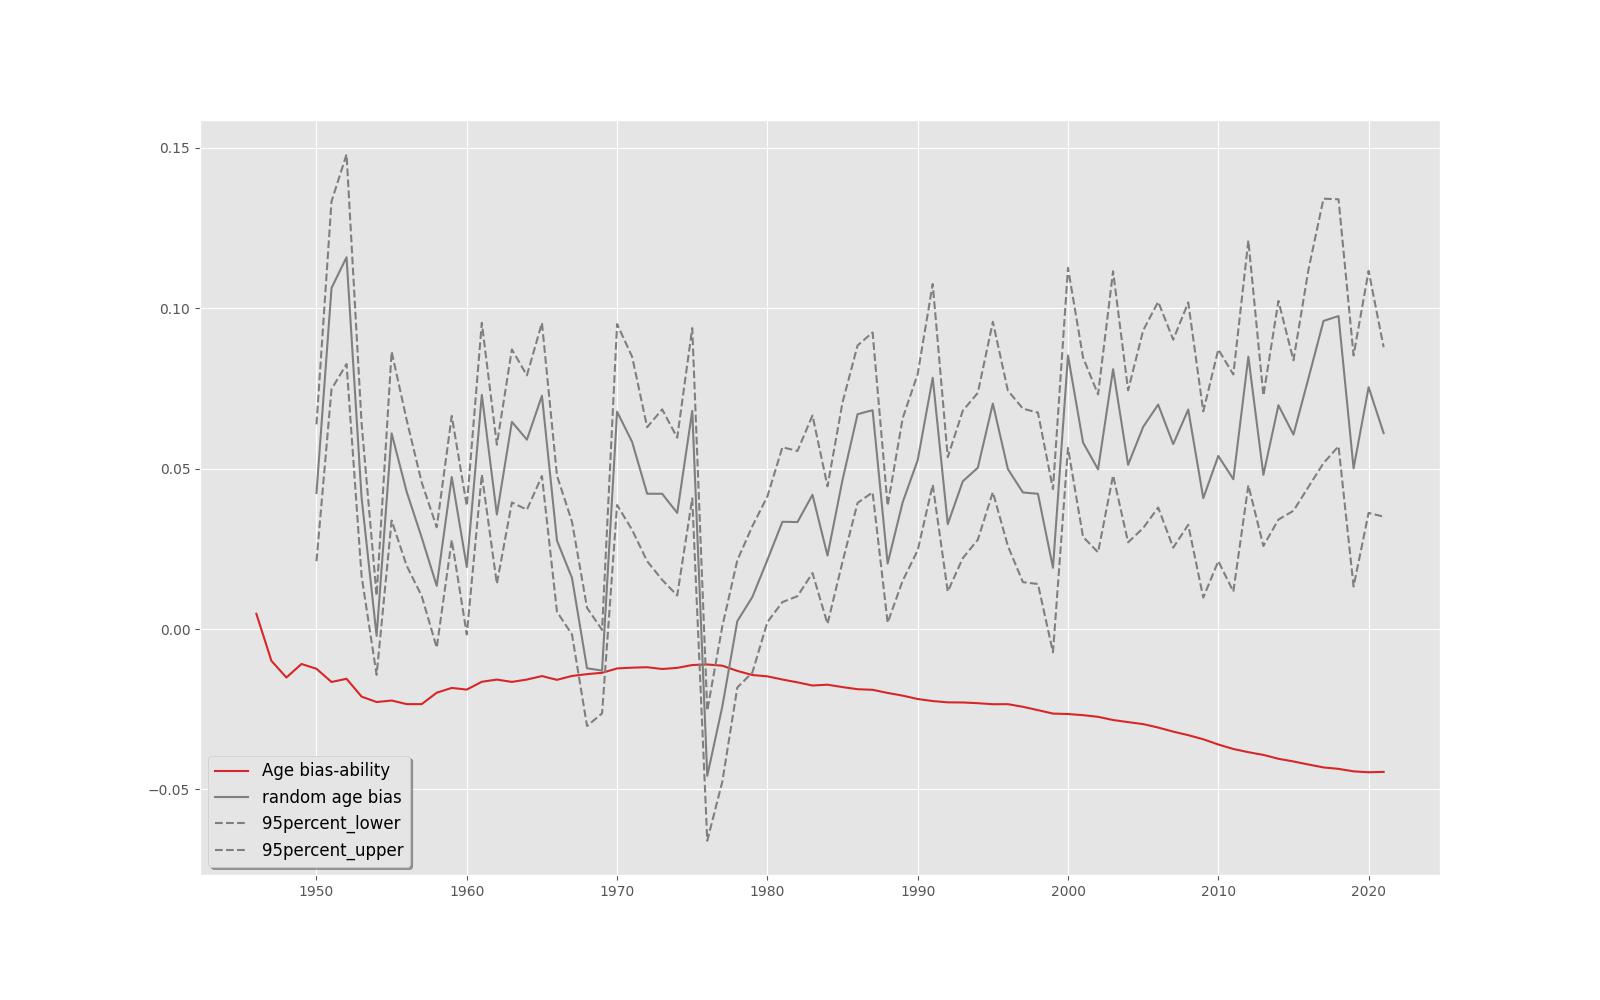 0.15
0.10
0.05
0.00
−0.05
1950 1960 1970 1980 1990 2000 2010 2020
Age bias-ability
random age bias
95percent_lower
95percent_upper